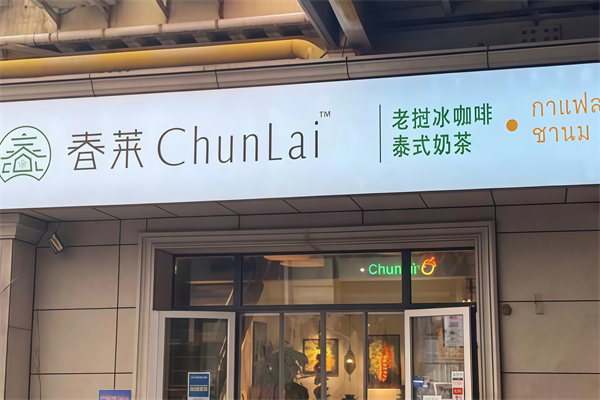 春莱 ChunLai™
老挝冰咖啡
泰式奶茶
กาแฟล
ชานม
ChunLai